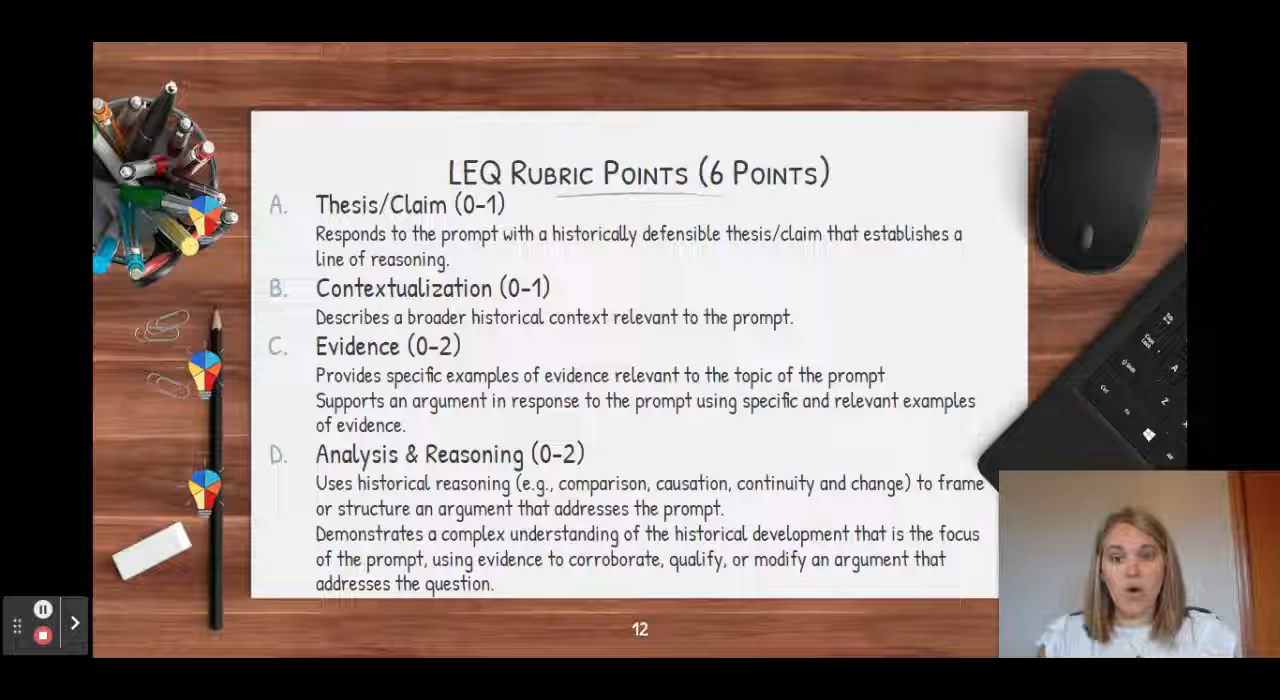 LEQ Rubric Points (6 Points)
A. Thesis/Claim (0-1)
Responds to the prompt with a historically defensible thesis/claim that establishes a
line of reasoning.
B. Contextualization (0-1)
Describes a broader historical context relevant to the prompt.
C. Evidence (0-2)
Provides specific examples of evidence relevant to the topic of the prompt
Supports an argument in response to the prompt using specific and relevant examples
of evidence.
D. Analysis & Reasoning (0-2)
Uses historical reasoning (e.g., comparison, causation, continuity and change) to frame
or structure an argument that addresses the prompt.
Demonstrates a complex understanding of the historical development that is the focus
of the prompt, using evidence to corroborate, qualify, or modify an argument that
addresses the question.
12